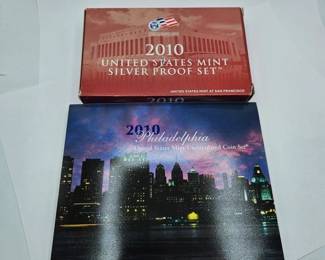 2010
UNITED STATES MINT
SILVER PROOF SET™
UNITED STATES MINT AT SAN FRANCISCO
2010
Philadelphia
United States Mint Uncirculated Coin Set®